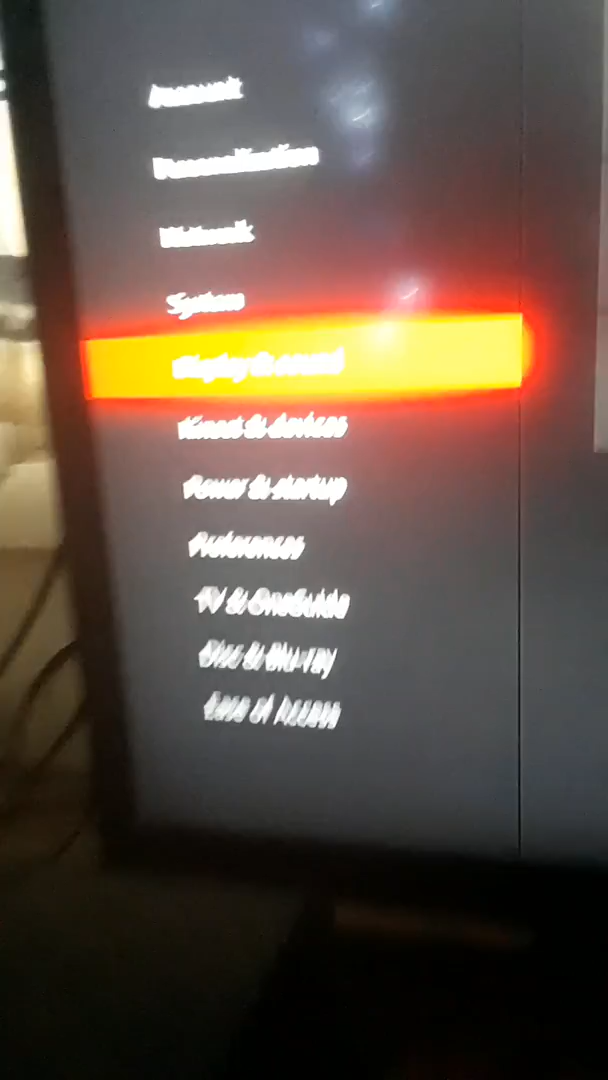 Account
Personalization
Network
System
Display & sound
Kinect & devices
Power & startup
Preferences
TV & OneGuide
Disc & Blu-ray
Ease of Access